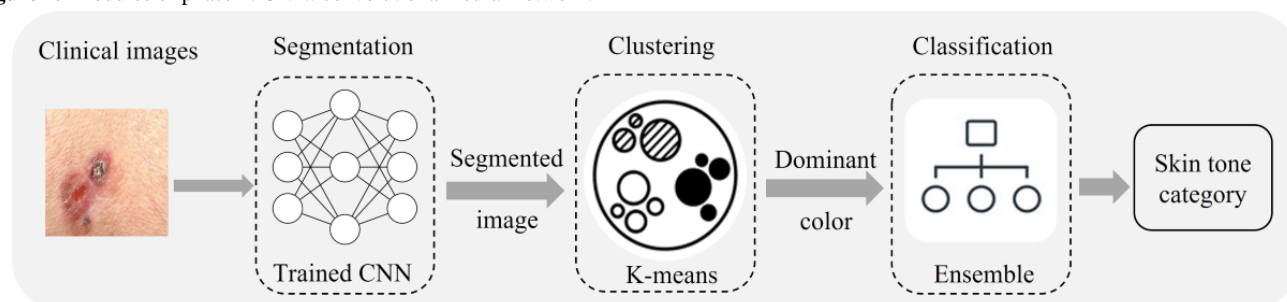 Clinical images
Segmentation
Trained CNN
Segmented
image
Clustering
K-means
Dominant
color
Classification
Ensemble
Skin tone
category